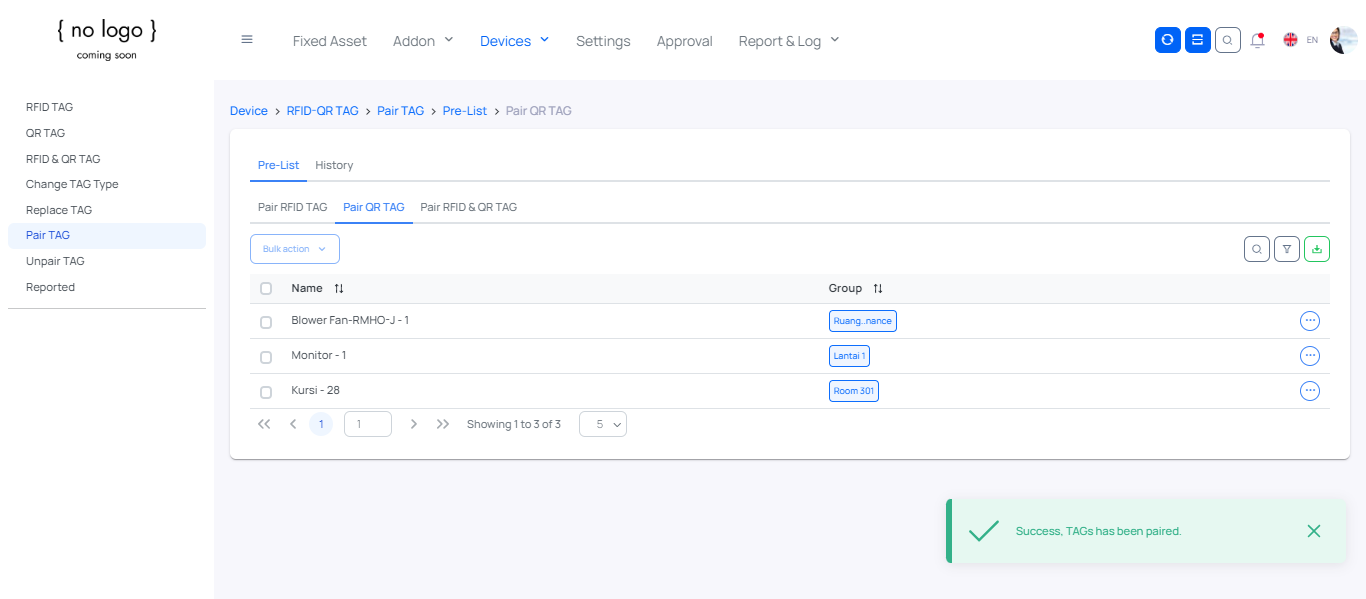 { no logo }
coming soon
Fixed Asset Addon Devices Settings Approval Report & Log EN
RFID TAG
QR TAG
RFID & QR TAG
Change TAG Type
Replace TAG
Pair TAG
Unpair TAG
Reported
Device > RFID-QR TAG > Pair TAG > Pre-List > Pair QR TAG
Pre-List History
Pair RFID TAG Pair QR TAG Pair RFID & QR TAG
Bulk action
Name Group
Blower Fan-RMHO-J - 1 Ruang..nance
Monitor - 1 Lantai 1
Kursi - 28 Room 301
1 1 Showing 1 to 3 of 3 5
Success, TAGs has been paired.